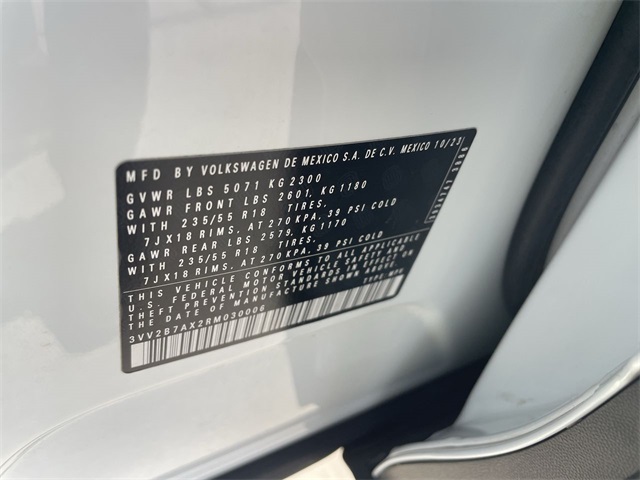 MFD BY VOLKSWAGEN DE MEXICO S.A. DE C.V. MEXICO 10/23
GVWR LBS 5071 KG 2300
GAWR FRONT LBS 2601, KG 1180
WITH 235/55 R18 TIRES,
7JX18 RIMS, AT 270 KPA, 39 PSI COLD
GAWR REAR LBS 2579, KG 1170
WITH 235/55 R18 TIRES,
7JX18 RIMS, AT 270 KPA, 39 PSI COLD
THIS VEHICLE CONFORMS TO ALL APPLICABLE
U.S. FEDERAL MOTOR VEHICLE SAFETY AND
THEFT PREVENTION STANDARDS IN EFFECT ON
THE DATE OF MANUFACTURE SHOWN ABOVE
3VV2B7AX2RM030006